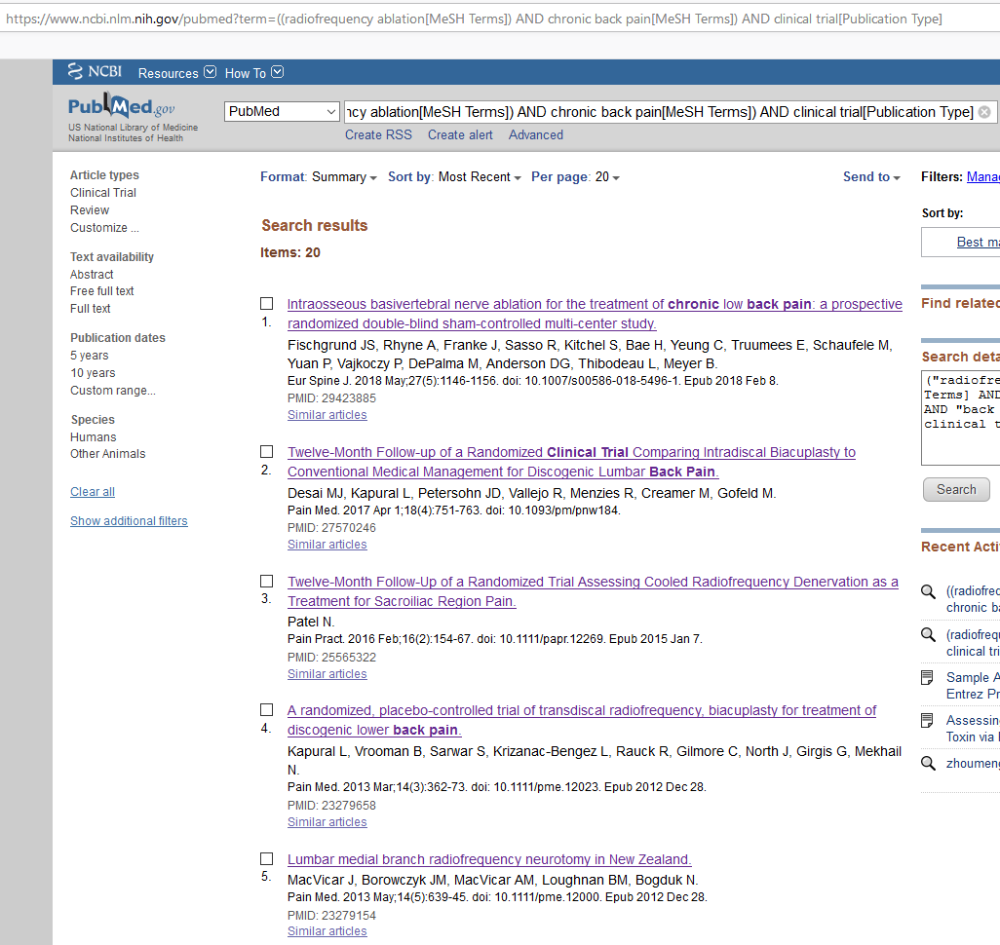 https://www.ncbi.nlm.nih.gov/pubmed?term=((radiofrequency ablation[MeSH Terms]) AND chronic back pain[MeSH Terms]) AND clinical trial[Publication Type]
NCBI Resources How To
PubMed.gov
US National Library of Medicine
National Institutes of Health
PubMed
ncy ablation[MeSH Terms]) AND chronic back pain[MeSH Terms]) AND clinical trial[Publication Type]
Create RSS Create alert Advanced
Article types
Clinical Trial
Review
Customize ...
Text availability
Abstract
Free full text
Full text
Publication dates
5 years
10 years
Custom range...
Species
Humans
Other Animals
Clear all
Show additional filters
Format: Summary Sort by: Most Recent Per page: 20 Send to
Search results
Items: 20
1.
Intraosseous basivertebral nerve ablation for the treatment of chronic low back pain: a prospective
randomized double-blind sham-controlled multi-center study.
Fischgrund JS, Rhyne A, Franke J, Sasso R, Kitchel S, Bae H, Yeung C, Truumees E, Schaufele M,
Yuan P, Vajkoczy P, DePalma M, Anderson DG, Thibodeau L, Meyer B.
Eur Spine J. 2018 May;27(5):1146-1156. doi: 10.1007/s00586-018-5496-1. Epub 2018 Feb 8.
PMID: 29423885
Similar articles
2.
Twelve-Month Follow-up of a Randomized Clinical Trial Comparing Intradiscal Biacuplasty to
Conventional Medical Management for Discogenic Lumbar Back Pain.
Desai MJ, Kapural L, Petersohn JD, Vallejo R, Menzies R, Creamer M, Gofeld M.
Pain Med. 2017 Apr 1;18(4):751-763. doi: 10.1093/pm/pnw184.
PMID: 27570246
Similar articles
3.
Twelve-Month Follow-Up of a Randomized Trial Assessing Cooled Radiofrequency Denervation as a
Treatment for Sacroiliac Region Pain.
Patel N.
Pain Pract. 2016 Feb;16(2):154-67. doi: 10.1111/papr.12269. Epub 2015 Jan 7.
PMID: 25565322
Similar articles
4.
A randomized, placebo-controlled trial of transdiscal radiofrequency, biacuplasty for treatment of
discogenic lower back pain.
Kapural L, Vrooman B, Sarwar S, Krizanac-Bengez L, Rauck R, Gilmore C, North J, Girgis G, Mekhail
N.
Pain Med. 2013 Mar;14(3):362-73. doi: 10.1111/pme.12023. Epub 2012 Dec 28.
PMID: 23279658
Similar articles
5.
Lumbar medial branch radiofrequency neurotomy in New Zealand.
MacVicar J, Borowczyk JM, MacVicar AM, Loughnan BM, Bogduk N.
Pain Med. 2013 May;14(5):639-45. doi: 10.1111/pme.12000. Epub 2012 Dec 28.
PMID: 23279154
Similar articles
Filters: Mana
Sort by:
Best ma
Find related
Search deta
("radiofre
Terms] AND
AND "back
clinical t
Search
Recent Acti
((radiofreq
chronic ba
(radiofrequ
clinical tri
Sample A
Entrez Pr
Assessin
Toxin via
zhoumeng